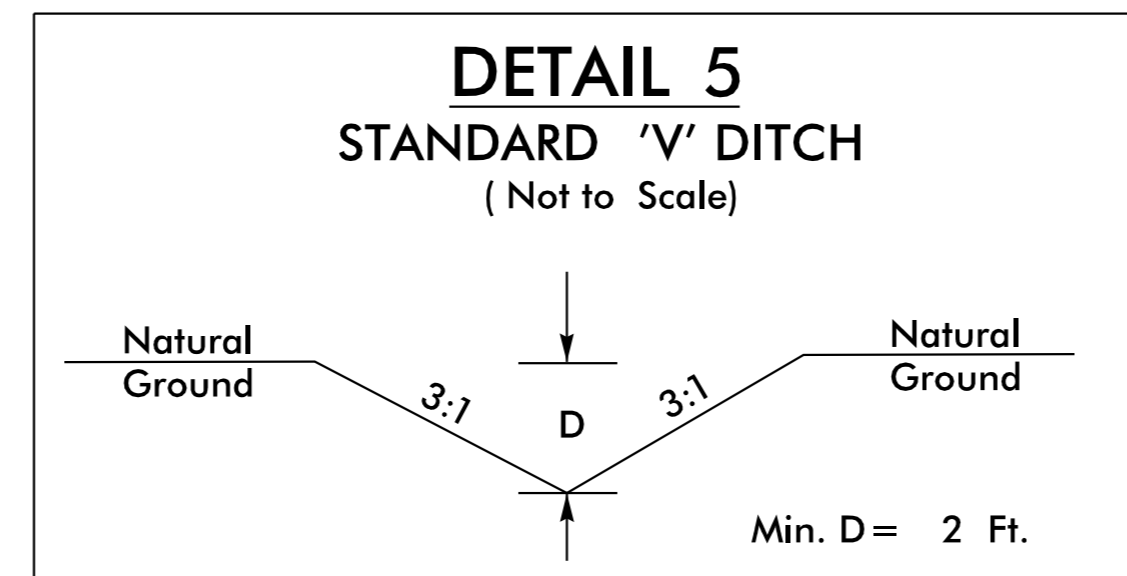 DETAIL 5
STANDARD 'V' DITCH
( Not to Scale)
Natural
Ground
3:1
D
3:1
Natural
Ground
Min. D = 2 Ft.